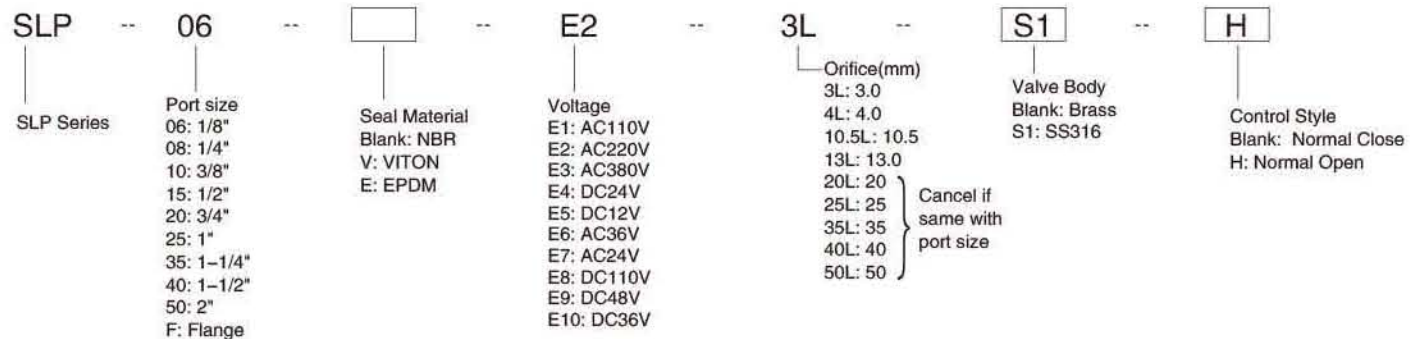 SLP -- 06 -- -- E2 -- 3L -- S1 -- H
SLP Series
Port size
06: 1/8"
08: 1/4"
10: 3/8"
15: 1/2"
20: 3/4"
25: 1"
35: 1–1/4"
40: 1–1/2"
50: 2"
F: Flange
Seal Material
Blank: NBR
V: VITON
E: EPDM
Voltage
E1: AC110V
E2: AC220V
E3: AC380V
E4: DC24V
E5: DC12V
E6: AC36V
E7: AC24V
E8: DC110V
E9: DC48V
E10: DC36V
Orifice(mm)
3L: 3.0
4L: 4.0
10.5L: 10.5
13L: 13.0
20L: 20
25L: 25
35L: 35
40L: 40
50L: 50
Cancel if
same with
port size
Valve Body
Blank: Brass
S1: SS316
Control Style
Blank: Normal Close
H: Normal Open